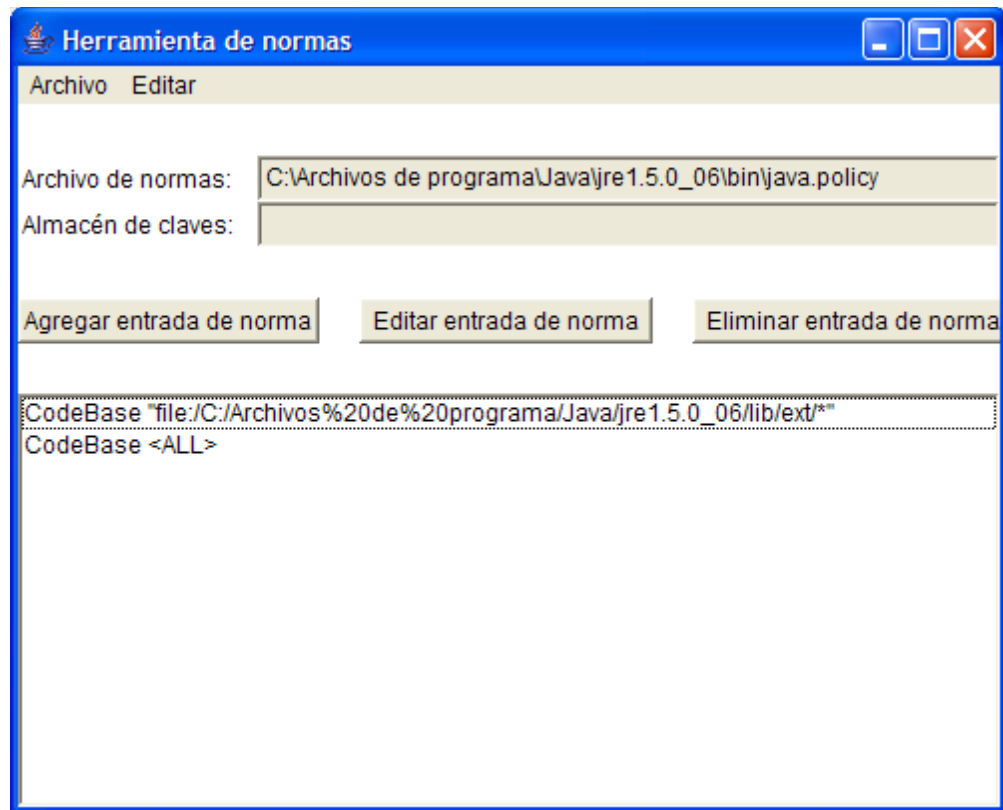 Herramienta de normas
Archivo Editar
Archivo de normas: C:\Archivos de programa\Java\jre1.5.0_06\bin\java.policy
Almacén de claves:
Agregar entrada de norma Editar entrada de norma Eliminar entrada de norma
CodeBase "file:/C:/Archivos%20de%20programa/Java/jre1.5.0_06/lib/ext/*"
CodeBase <ALL>